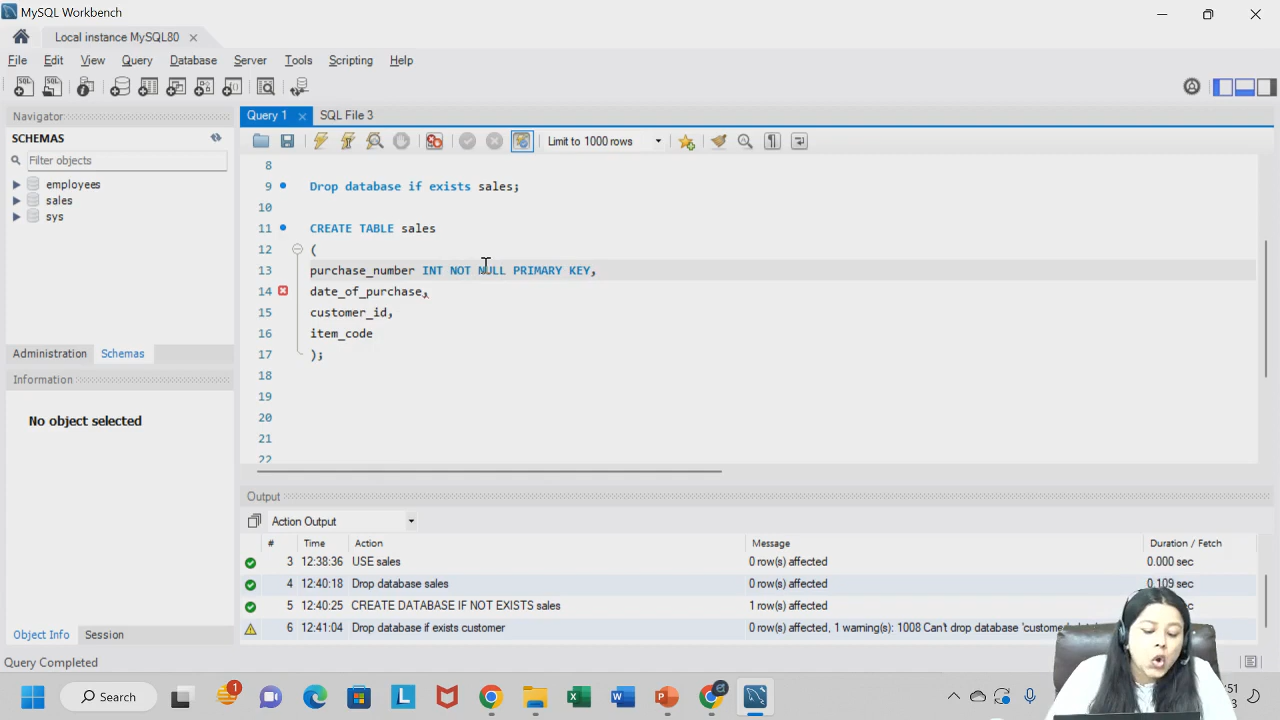 MySQL Workbench
Local instance MySQL80
File Edit View Query Database Server Tools Scripting Help
Navigator
SCHEMAS
Filter objects
employees
sales
sys
Administration Schemas
Information
No object selected
Object Info Session
Query Completed
Query 1 SQL File 3
Limit to 1000 rows
8
9 Drop database if exists sales;
10
11 CREATE TABLE sales
12 (
13 purchase_number INT NOT NULL PRIMARY KEY,
14 date_of_purchase,
15 customer_id,
16 item_code
17 );
18
19
20
21
22
Output
Action Output
# Time Action Message Duration / Fetch
3 12:38:36 USE sales 0 row(s) affected 0.000 sec
4 12:40:18 Drop database sales 0 row(s) affected 0.109 sec
5 12:40:25 CREATE DATABASE IF NOT EXISTS sales 1 row(s) affected
6 12:41:04 Drop database if exists customer 0 row(s) affected, 1 warning(s): 1008 Can't drop database
Search